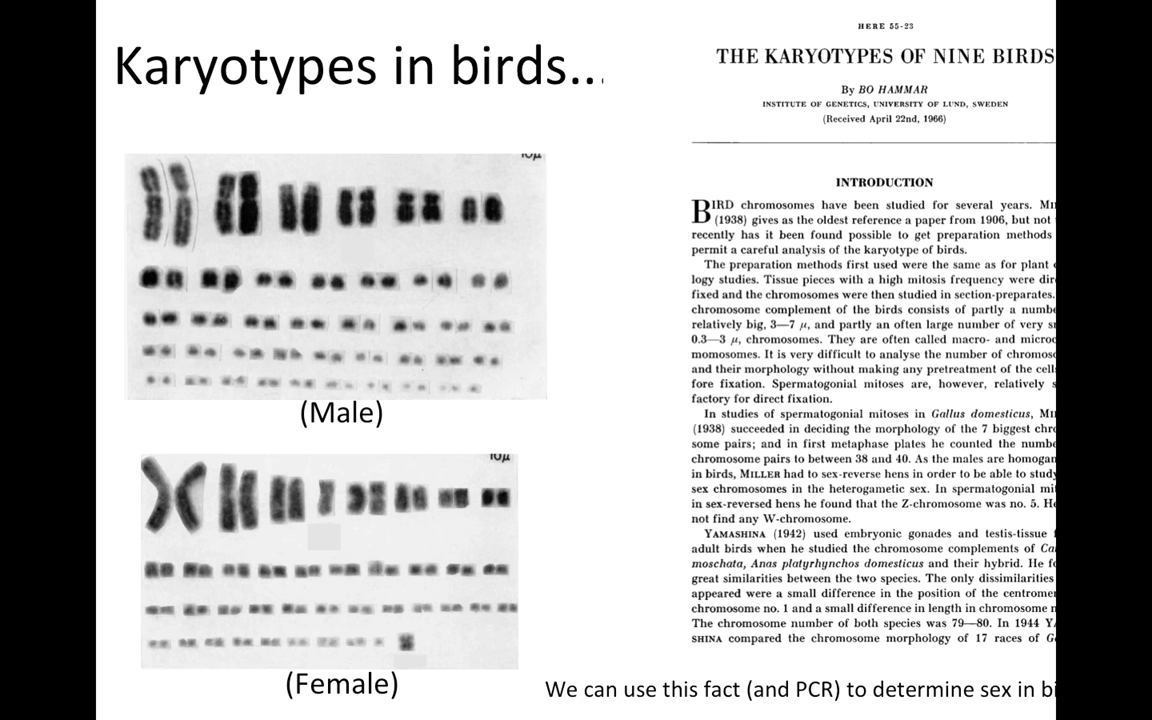 Karyotypes in birds...
10µ
(Male)
10µ
(Female)
HERE 55-23
THE KARYOTYPES OF NINE BIRDS
By BO HAMMAR
INSTITUTE OF GENETICS, UNIVERSITY OF LUND, SWEDEN
(Received April 22nd, 1966)
INTRODUCTION
BIRD chromosomes have been studied for several years.
(1938) gives as the oldest reference a paper from 1906, but not
recently has it been found possible to get preparation methods
permit a careful analysis of the karyotype of birds.
The preparation methods first used were the same as for plant
logy studies. Tissue pieces with a high mitosis frequency were
fixed and the chromosomes were then studied in section-preparates.
chromosome complement of the birds consists of partly a
relatively big, 3—7 µ, and partly an often large number of very
0.3—3 µ, chromosomes. They are often called macro- and
momosomes. It is very difficult to analyse the number of
and their morphology without making any pretreatment of the
fore fixation. Spermatogonial mitoses are, however, relatively
factory for direct fixation.
In studies of spermatogonial mitoses in Gallus domesticus,
(1938) succeeded in deciding the morphology of the 7 biggest
some pairs; and in first metaphase plates he counted the
chromosome pairs to between 38 and 40. As the males are
in birds, MILLER had to sex-reverse hens in order to be able to study
sex chromosomes in the heterogametic sex. In spermatogonial
in sex-reversed hens he found that the Z-chromosome was no. 5.
not find any W-chromosome.
YAMASHINA (1942) used embryonic gonades and testis-tissue
adult birds when he studied the chromosome complements of
moschata, Anas platyrhynchos domesticus and their hybrid. He
great similarities between the two species. The only dissimilarities
appeared were a small difference in the position of the
chromosome no. 1 and a small difference in length in chromosome
The chromosome number of both species was 79—80. In 1944
SHINA compared the chromosome morphology of 17 races of
We can use this fact (and PCR) to determine sex in